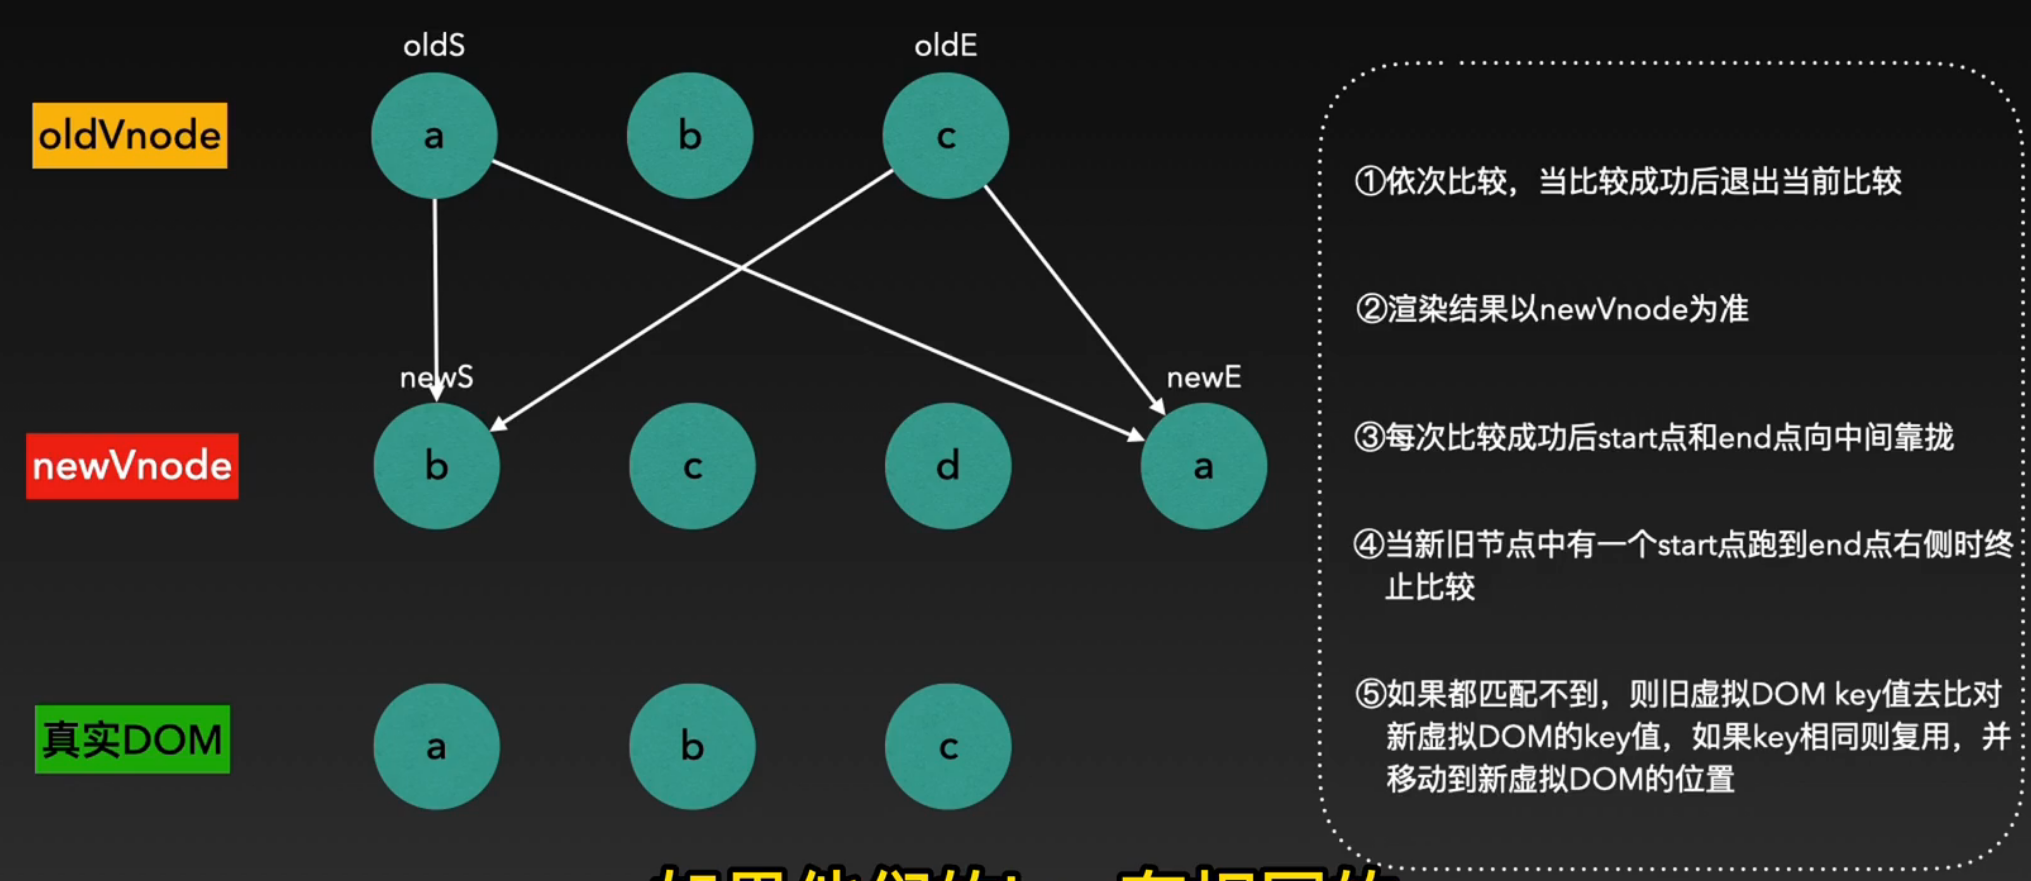 oldS
oldE
oldVnode
a
b
c
newS
newE
newVnode
b
c
d
a
真实DOM
a
b
c
①依次比较，当比较成功后退出当前比较
②渲染结果以newVnode为准
③每次比较成功后start点和end点向中间靠拢
④当新旧节点中有一个start点跑到end点右侧时终
止比较
⑤如果都匹配不到，则旧虚拟DOM key值去比对
新虚拟DOM的key值，如果key相同则复用，并
移动到新虚拟DOM的位置